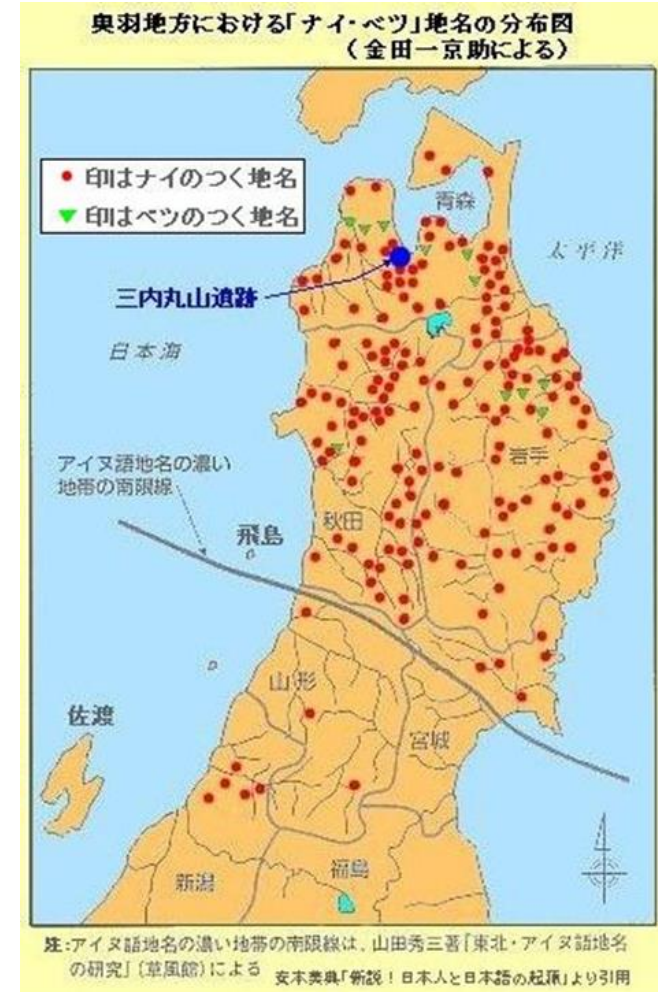 奥羽地方における「ナイ・ベツ」地名の分布図
(金田一京助による)
印はナイのつく地名
印はベツのつく地名
青森
太平洋
三内丸山遺跡
日本海
岩手
アイヌ語地名の濃い
地帯の南限線
秋田
飛島
山形
佐渡
宮城
新潟
福島
注:アイヌ語地名の濃い地帯の南限線は、山田秀三著『東北・アイヌ語地名
の研究』(草風館)による 安本美典「新説!日本人と日本語の起源」より引用